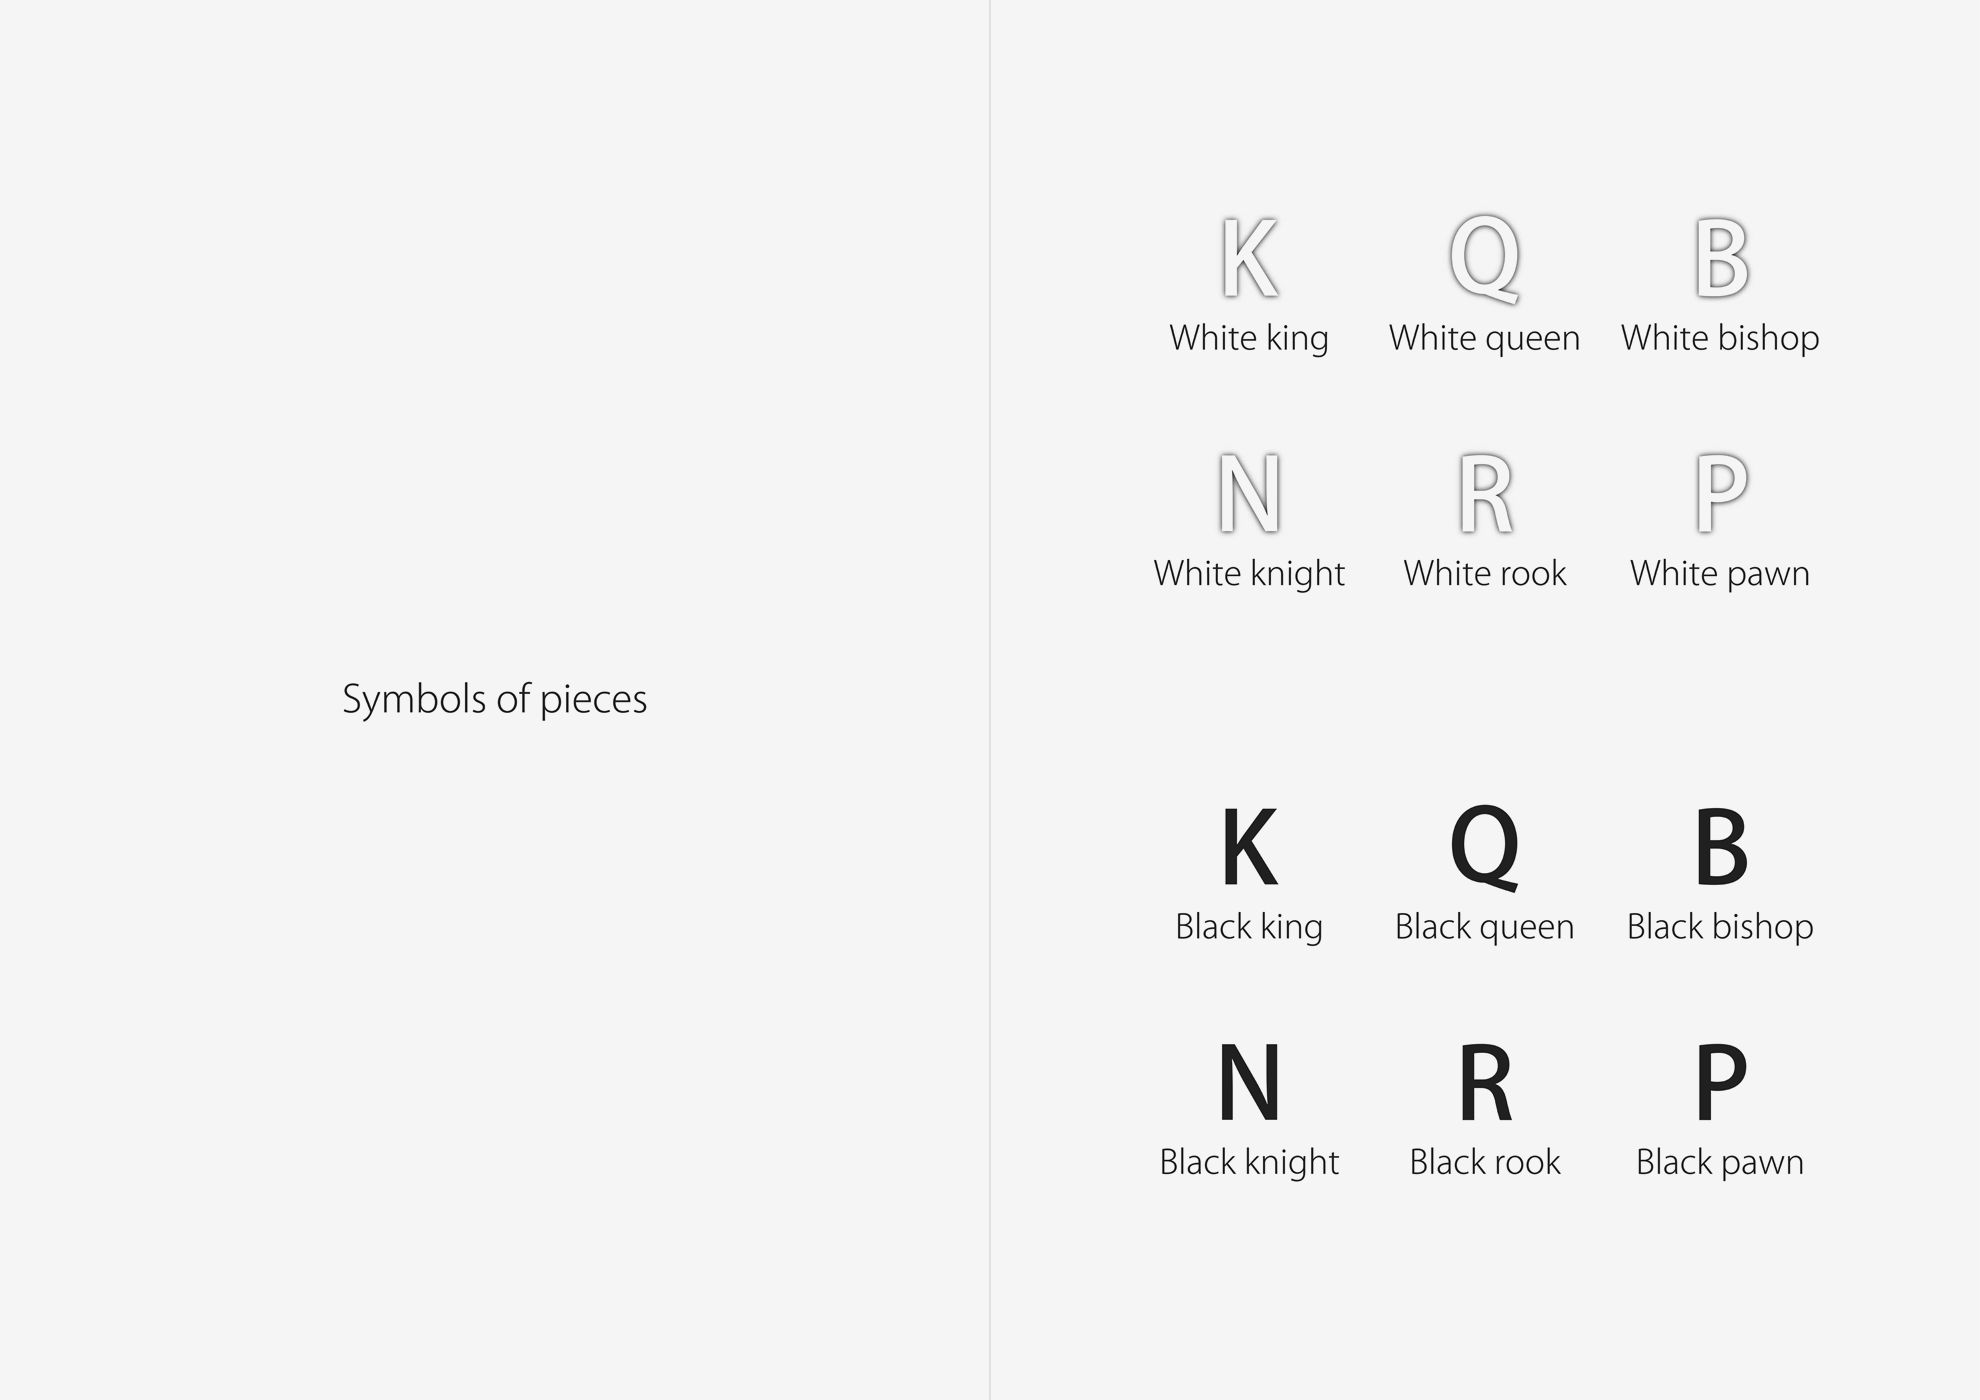 Symbols of pieces
K Q B
White king White queen White bishop
N R P
White knight White rook White pawn
K Q B
Black king Black queen Black bishop
N R P
Black knight Black rook Black pawn